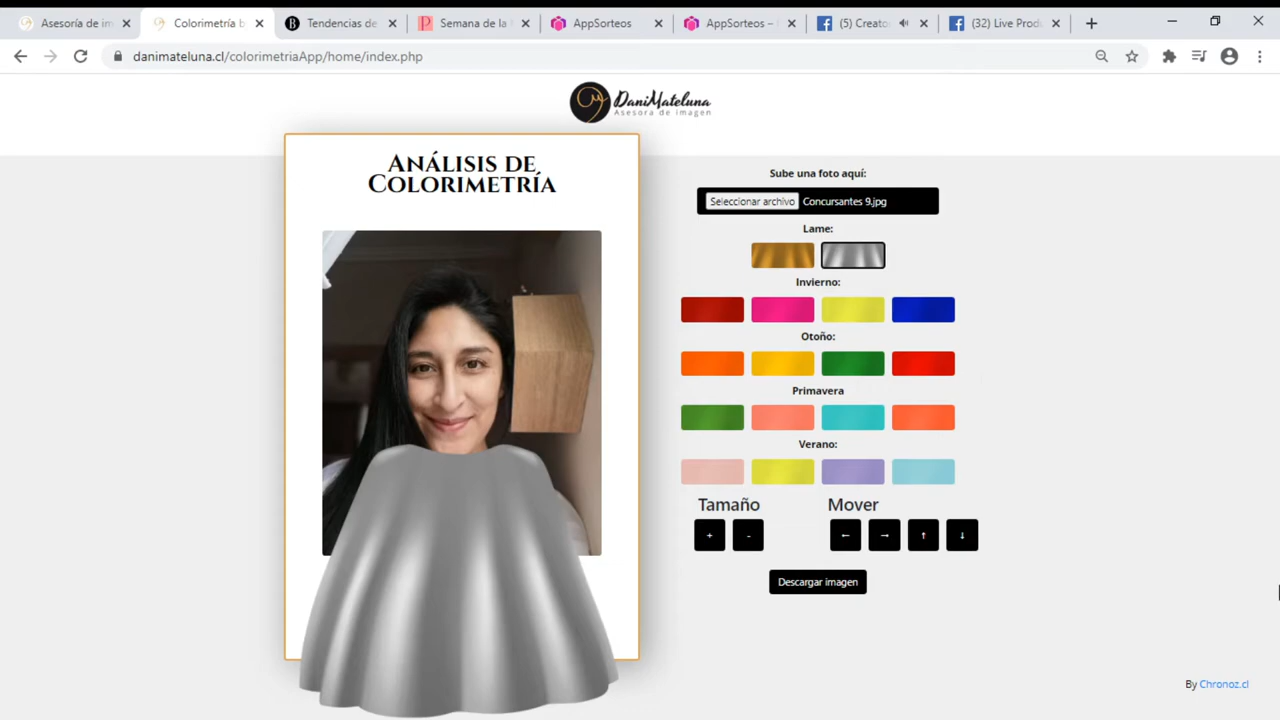 Asesoría de im
Colorimetría b
Tendencias de
Semana de la
AppSorteos
AppSorteos –
(5) Creato
(32) Live Produ
danimateluna.cl/colorimetriaApp/home/index.php
DaniMateluna
Asesora de imagen
Análisis de
Colorimetría
Sube una foto aquí:
Seleccionar archivo Concursantes 9.jpg
Lame:
Invierno:
Otoño:
Primavera
Verano:
Tamaño Mover
+ - ← → ↑ ↓
Descargar imagen
By Chronoz.cl